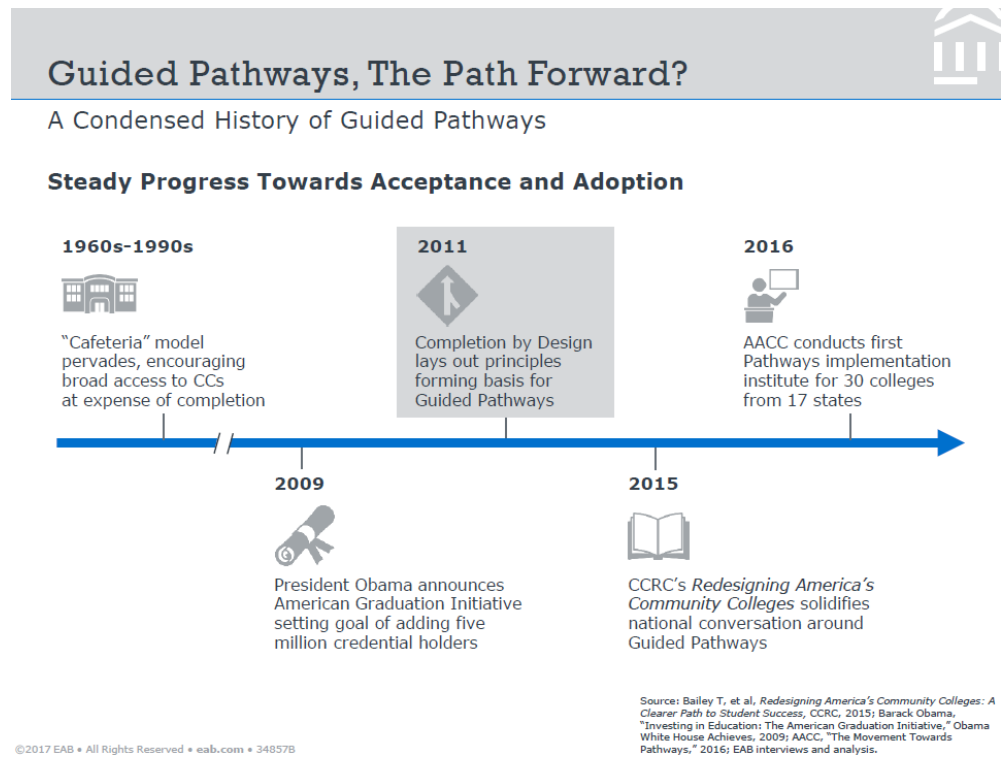 Guided Pathways, The Path Forward?
A Condensed History of Guided Pathways
Steady Progress Towards Acceptance and Adoption
1960s-1990s
“Cafeteria” model
pervades, encouraging
broad access to CCs
at expense of completion
2009
President Obama announces
American Graduation Initiative
setting goal of adding five
million credential holders
2011
Completion by Design
lays out principles
forming basis for
Guided Pathways
2015
CCRC’s Redesigning America’s
Community Colleges solidifies
national conversation around
Guided Pathways
2016
AACC conducts first
Pathways implementation
institute for 30 colleges
from 17 states
Source: Bailey T, et al, Redesigning America’s Community Colleges: A
Clearer Path to Student Success, CCRC, 2015; Barack Obama,
“Investing in Education: The American Graduation Initiative,” Obama
White House Achieves, 2009; AACC, “The Movement Towards
Pathways,” 2016; EAB interviews and analysis.
©2017 EAB • All Rights Reserved • eab.com • 34857B